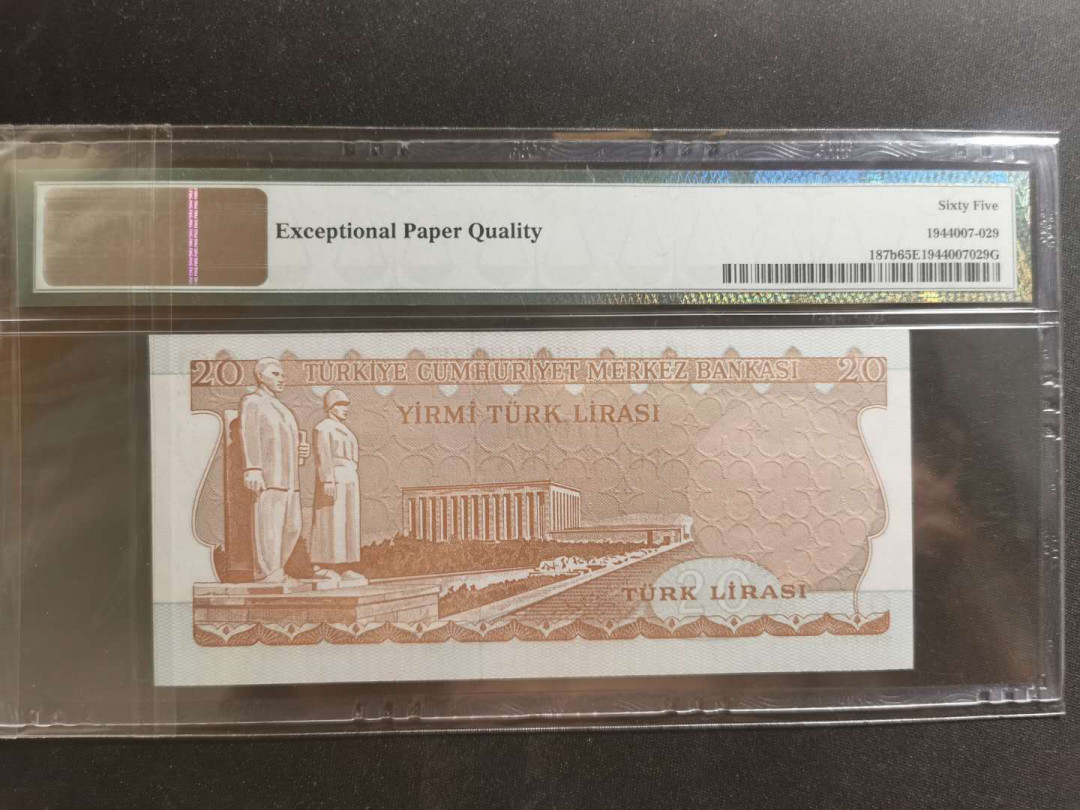 Exceptional Paper Quality
Sixty Five
1944007-029
187b65E1944007029G
20 TÜRKİYE CUMHURİYET MERKEZ BANKASI 20
YİRMİ TÜRK LİRASI
20
TÜRK LİRASI